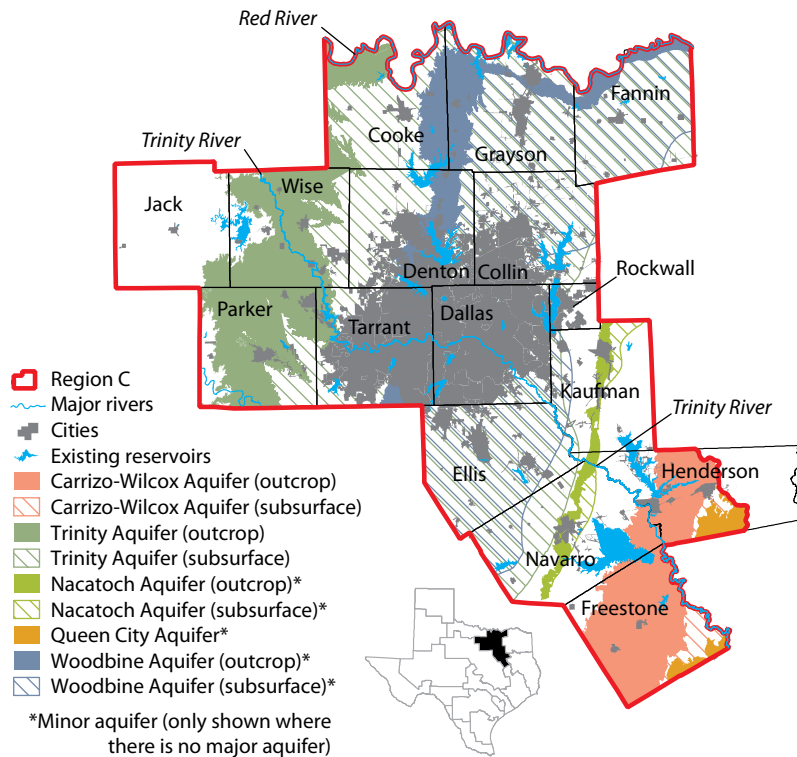 Red River
Fannin
Cooke
Trinity River
Grayson
Wise
Jack
Denton
Collin
Rockwall
Parker
Tarrant
Dallas
Region C
Kaufman
Major rivers
Trinity River
Cities
Existing reservoirs
Ellis
Henderson
Carrizo-Wilcox Aquifer (outcrop)
Carrizo-Wilcox Aquifer (subsurface)
Trinity Aquifer (outcrop)
Trinity Aquifer (subsurface)
Navarro
Nacatoch Aquifer (outcrop)*
Nacatoch Aquifer (subsurface)*
Freestone
Queen City Aquifer*
Woodbine Aquifer (outcrop)*
Woodbine Aquifer (subsurface)*
*Minor aquifer (only shown where
there is no major aquifer)